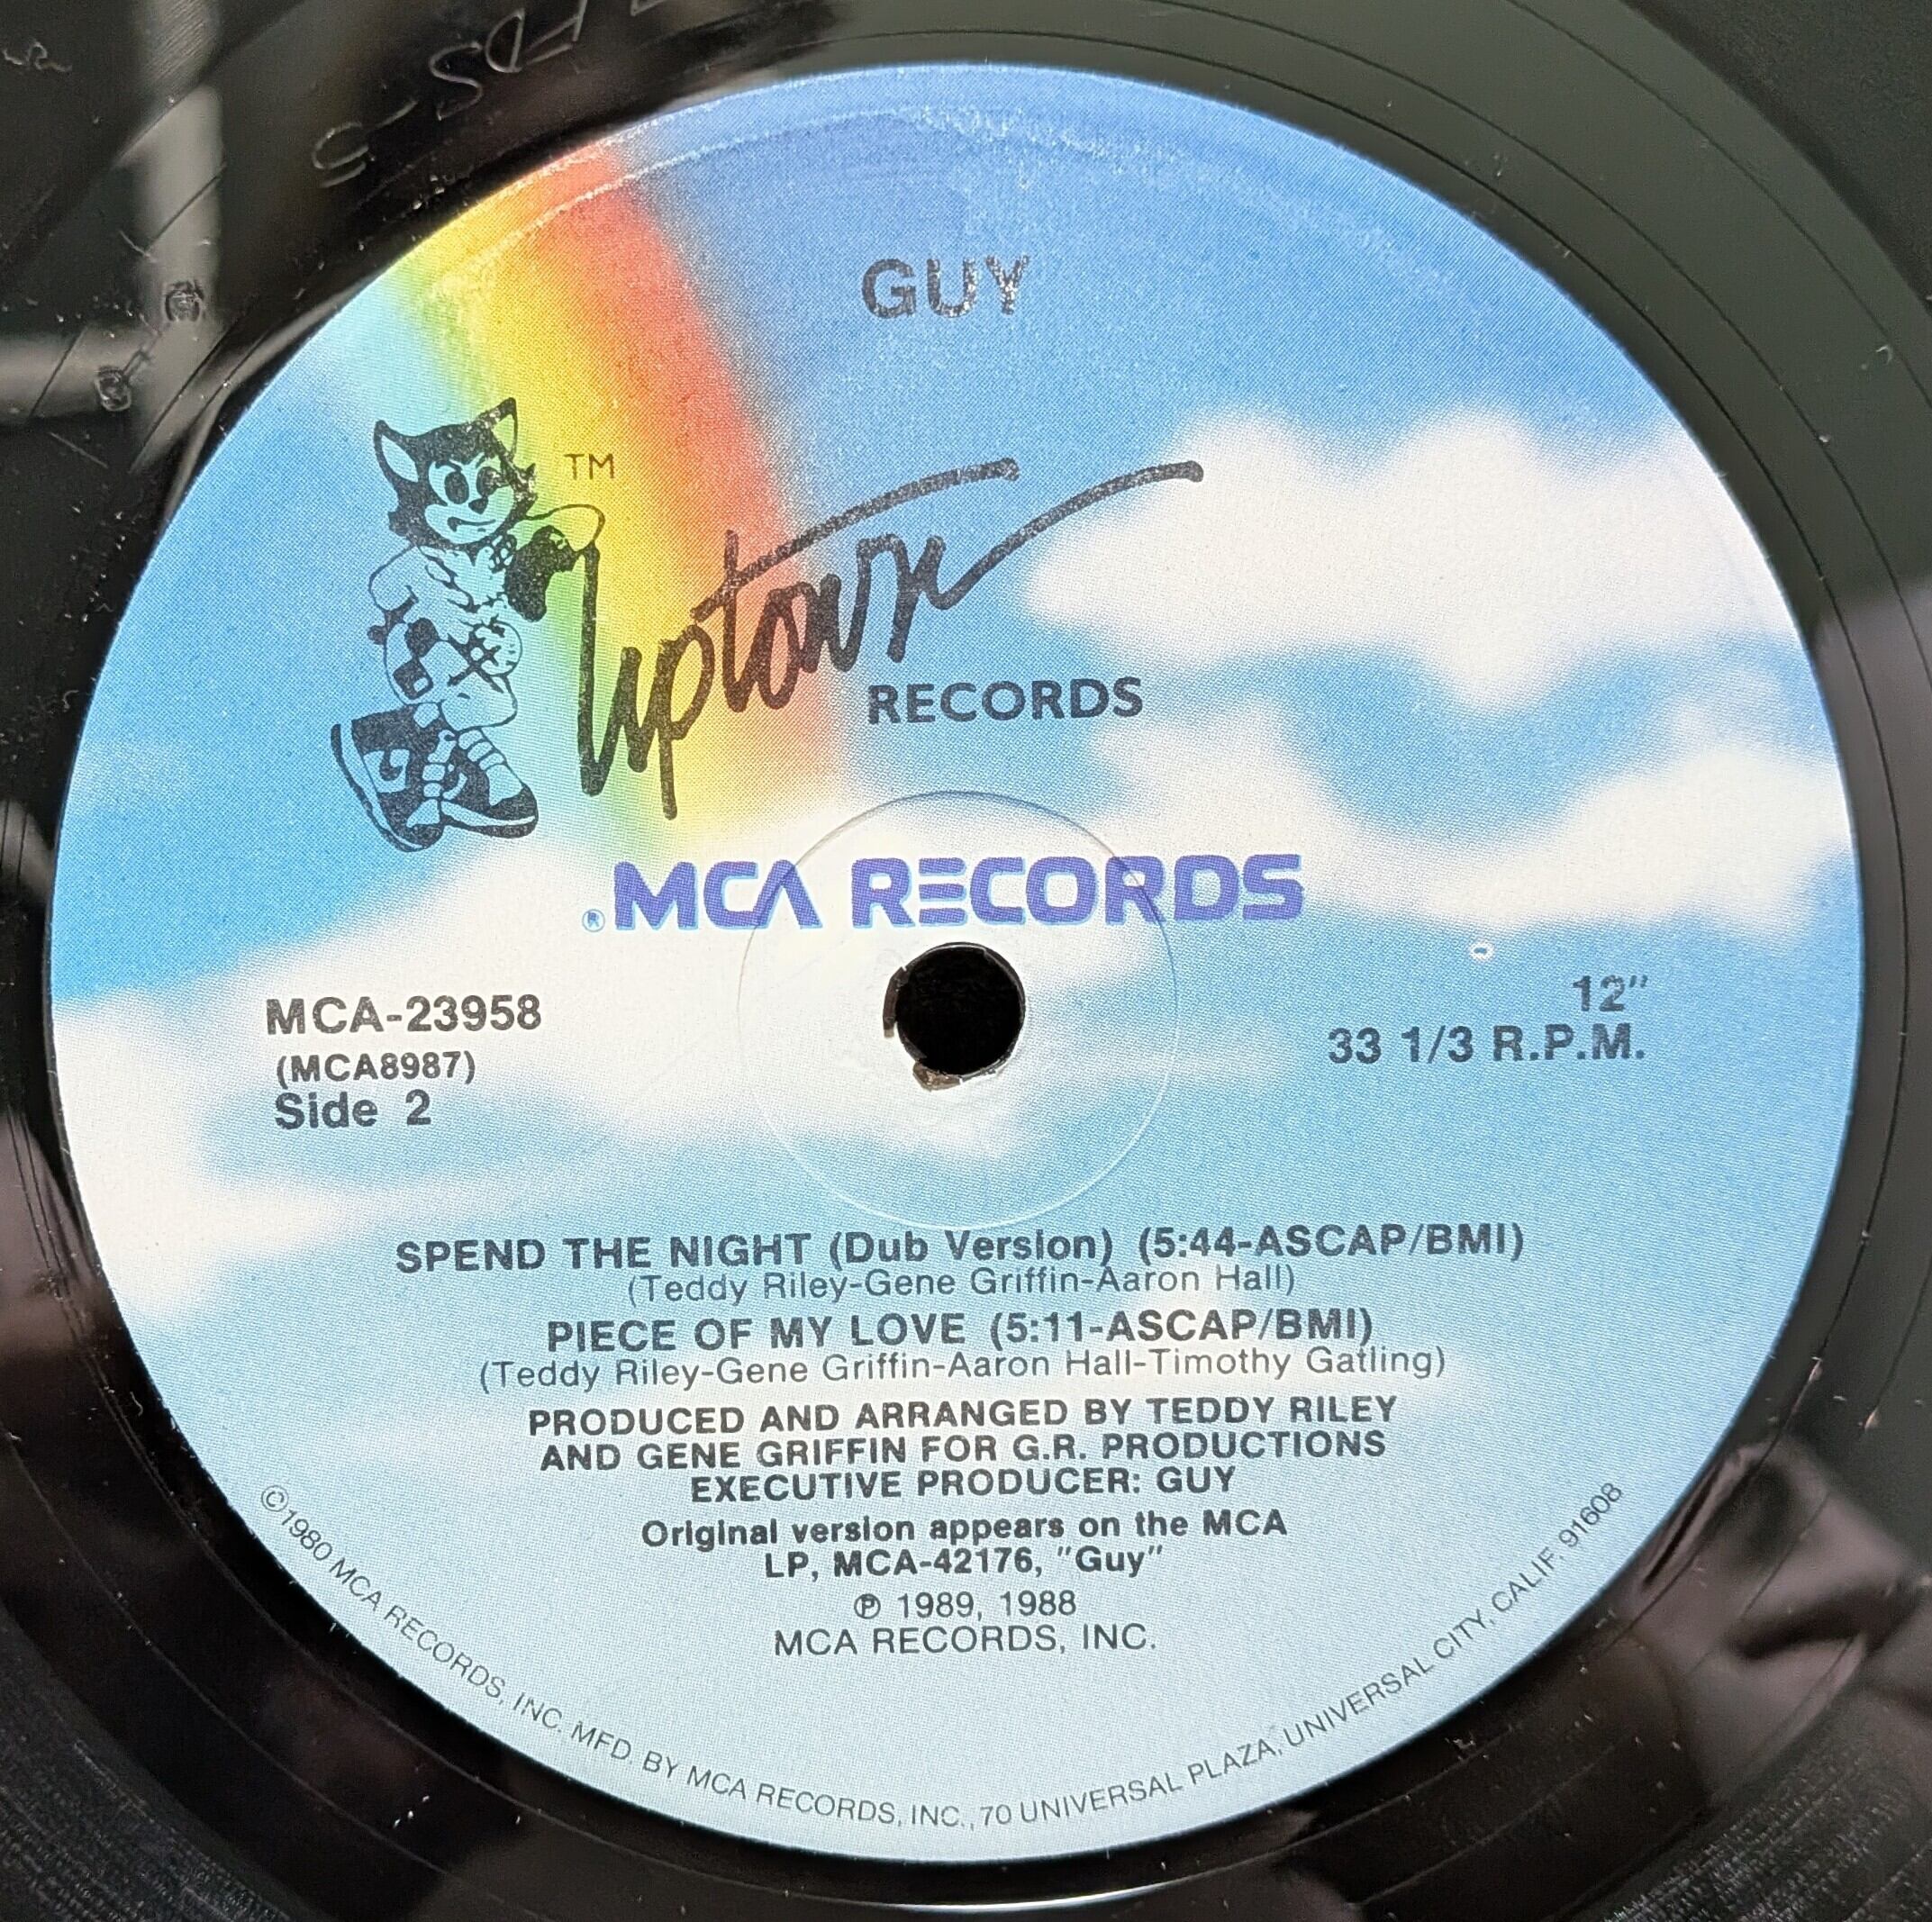 GUY
TM
Uptown
RECORDS
® MCA RECORDS
MCA-23958
(MCA8987)
Side 2
12"
33 1/3 R.P.M.
SPEND THE NIGHT (Dub Version) (5:44-ASCAP/BMI)
(Teddy Riley-Gene Griffin-Aaron Hall)
PIECE OF MY LOVE (5:11-ASCAP/BMI)
(Teddy Riley-Gene Griffin-Aaron Hall-Timothy Gatling)
PRODUCED AND ARRANGED BY TEDDY RILEY
AND GENE GRIFFIN FOR G.R. PRODUCTIONS
EXECUTIVE PRODUCER: GUY
Original version appears on the MCA
LP, MCA-42176, "Guy"
℗ 1989, 1988
MCA RECORDS, INC.
©1980 MCA RECORDS, INC. MFD. BY MCA RECORDS, INC., 70 UNIVERSAL PLAZA, UNIVERSAL CITY, CALIF. 91608